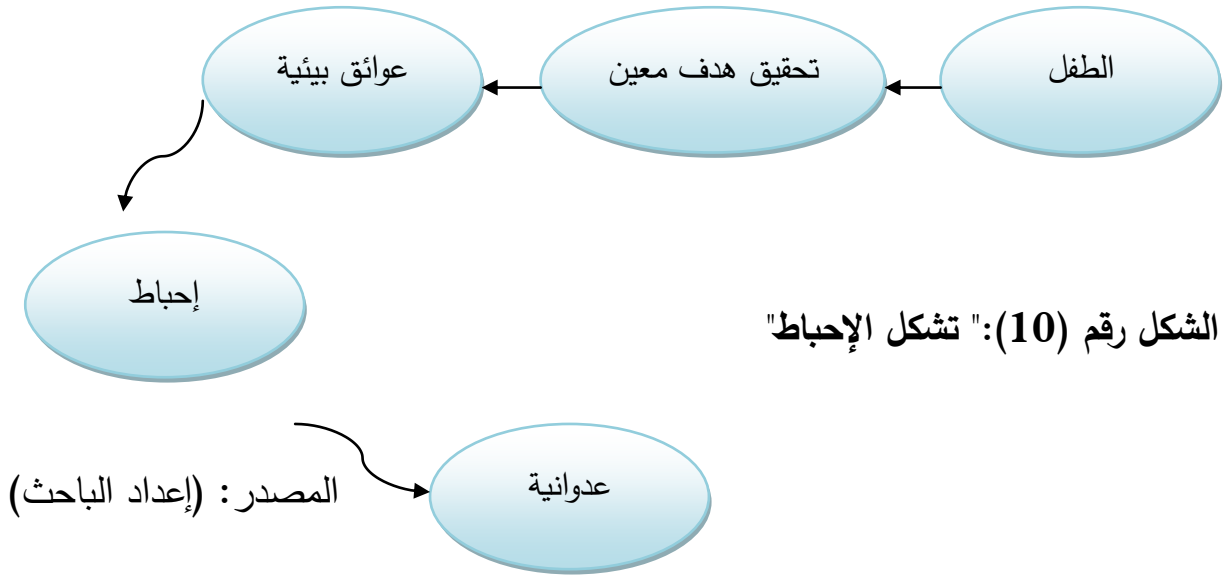 الطفل
تحقيق هدف معين
عوائق بيئية
إحباط
الشكل رقم (10):" تشكل الإحباط"
عدوانية
المصدر: (إعداد الباحث)